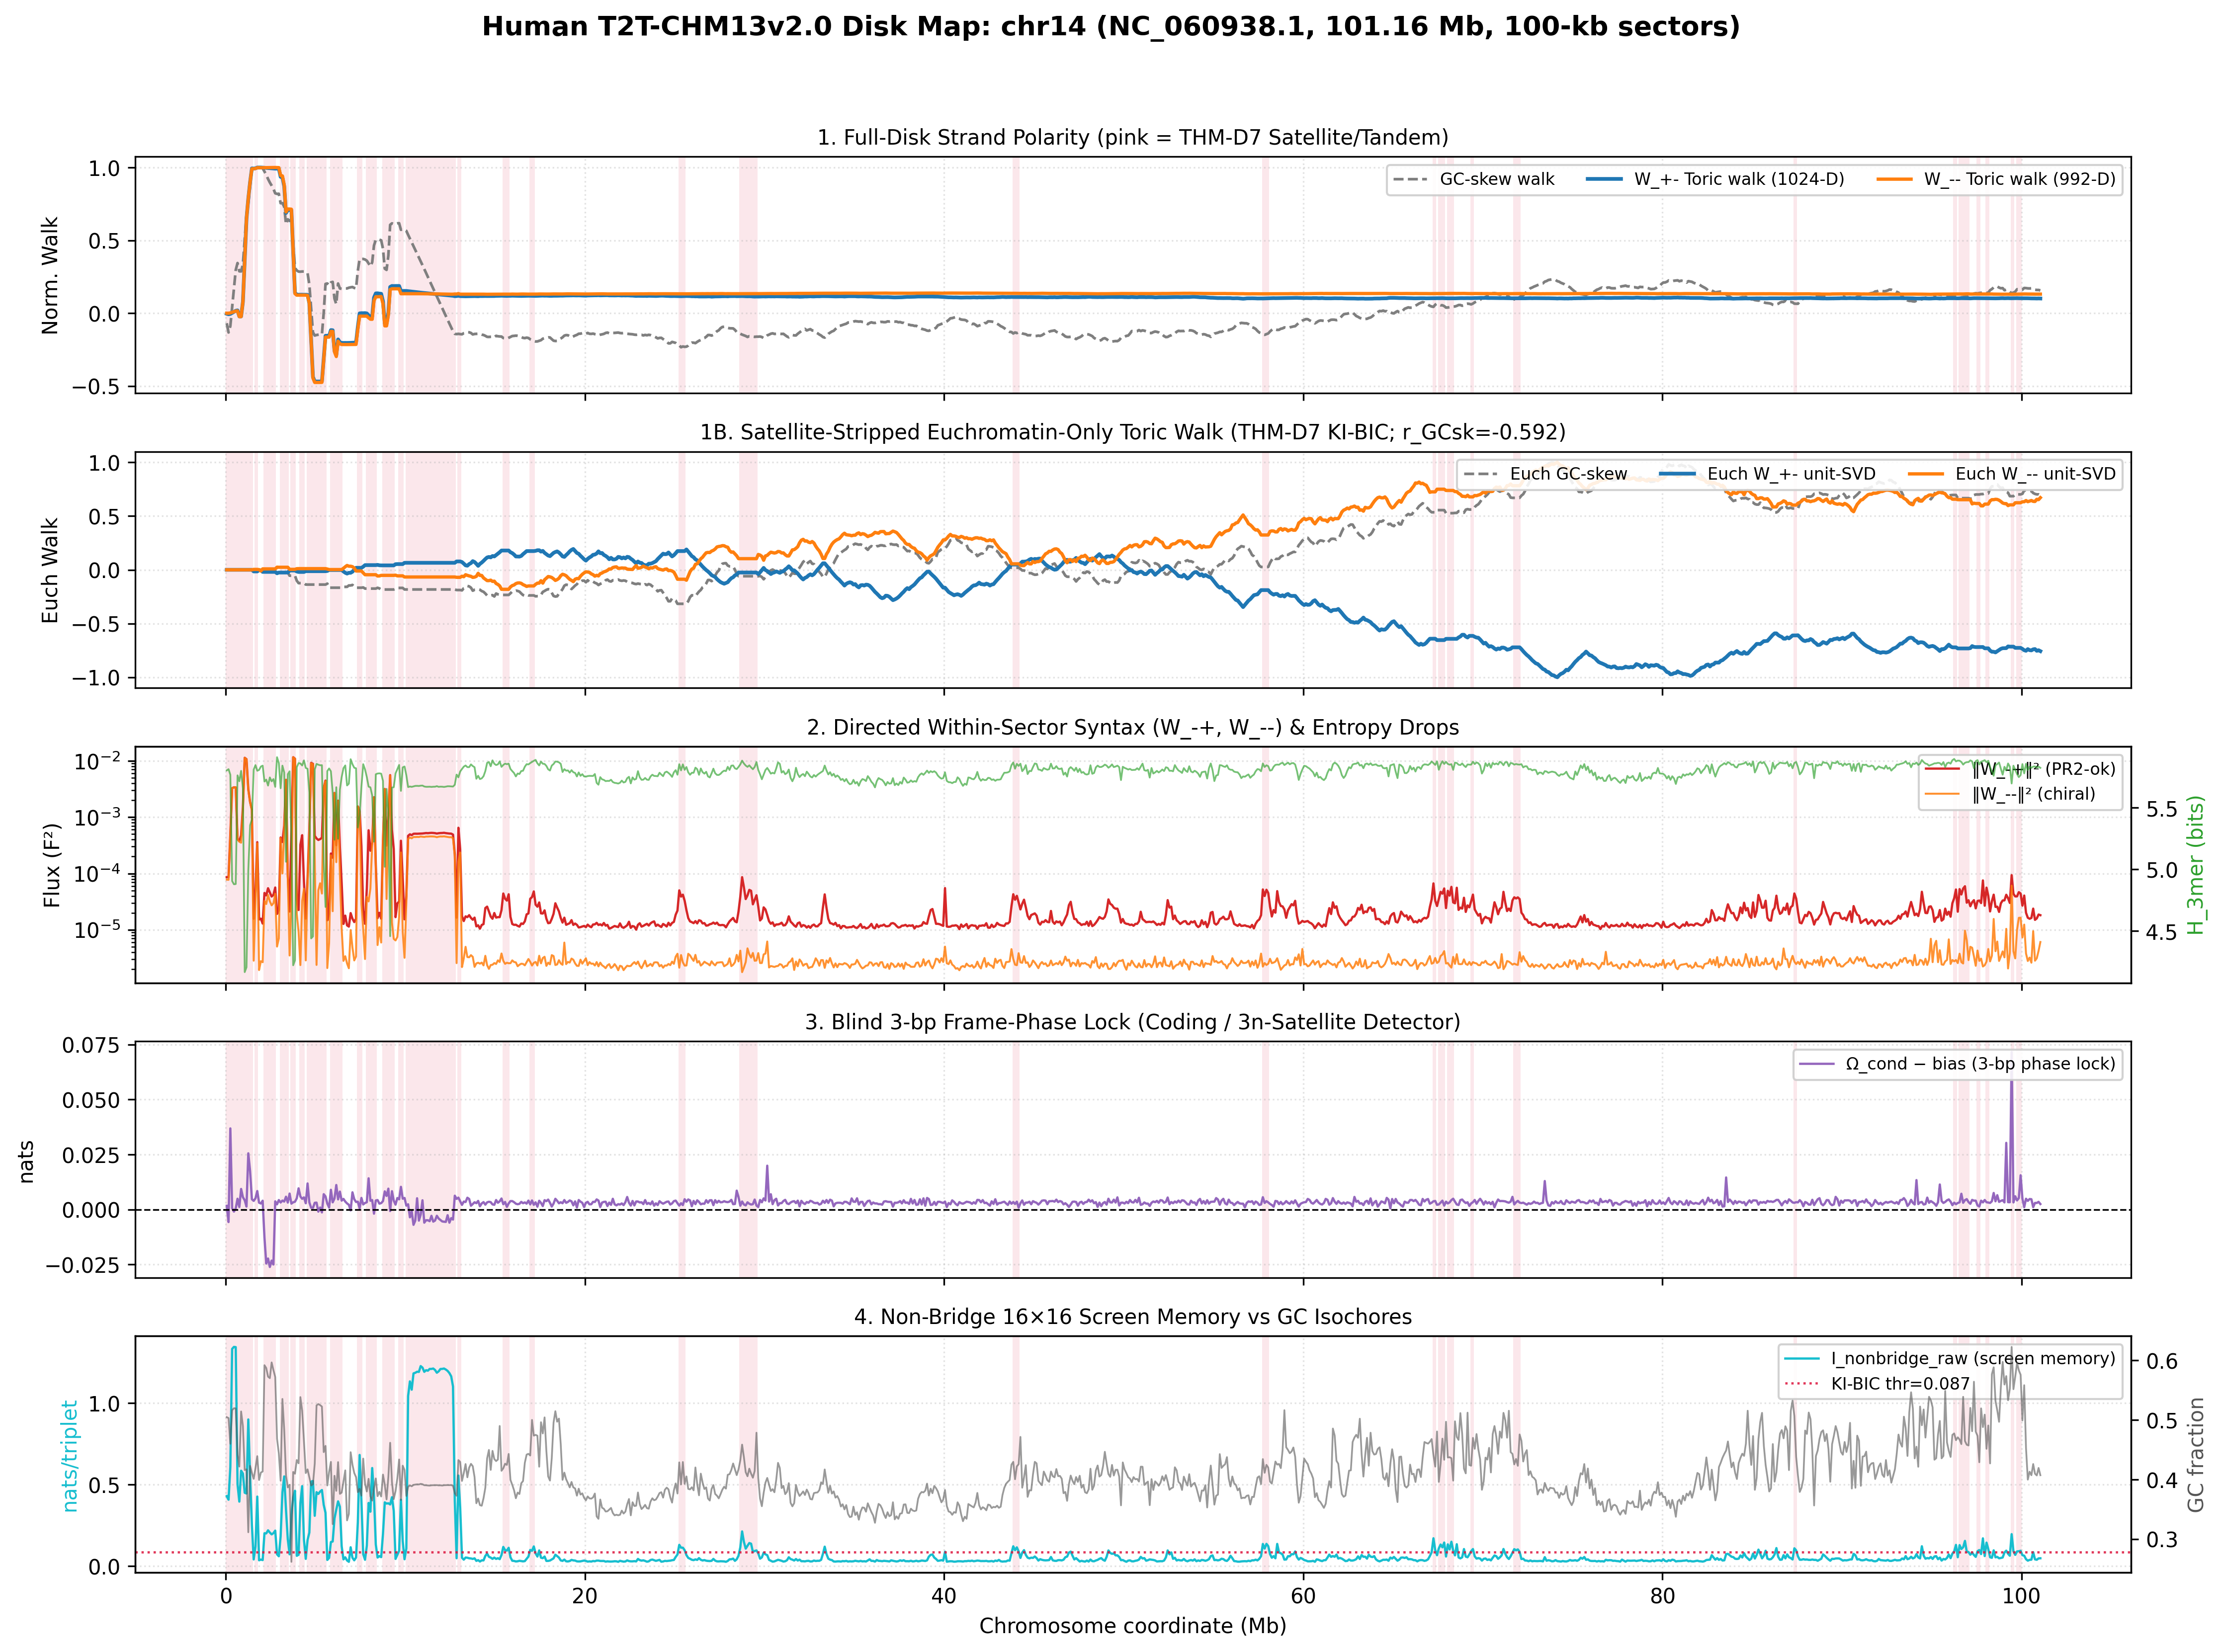 Human T2T-CHM13v2.0 Disk Map: chr14 (NC_060938.1, 101.16 Mb, 100-kb sectors)
1. Full-Disk Strand Polarity (pink = THM-D7 Satellite/Tandem)
Norm. Walk
1.0
0.5
0.0
−0.5
GC-skew walk
W_+- Toric walk (1024-D)
W_-- Toric walk (992-D)
1B. Satellite-Stripped Euchromatin-Only Toric Walk (THM-D7 KI-BIC; r_GCsk=-0.592)
Euch Walk
1.0
0.5
0.0
−0.5
−1.0
Euch GC-skew
Euch W_+- unit-SVD
Euch W_-- unit-SVD
2. Directed Within-Sector Syntax (W_-+, W_--) & Entropy Drops
Flux (F²)
10⁻²
10⁻³
10⁻⁴
10⁻⁵
‖W_-+‖² (PR2-ok)
‖W_--‖² (chiral)
5.5
5.0
4.5
H_3mer (bits)
3. Blind 3-bp Frame-Phase Lock (Coding / 3n-Satellite Detector)
nats
0.075
0.050
0.025
0.000
−0.025
Ω_cond − bias (3-bp phase lock)
4. Non-Bridge 16×16 Screen Memory vs GC Isochores
nats/triplet
1.0
0.5
0.0
I_nonbridge_raw (screen memory)
KI-BIC thr=0.087
0.6
0.5
0.4
0.3
GC fraction
0 20 40 60 80 100
Chromosome coordinate (Mb)